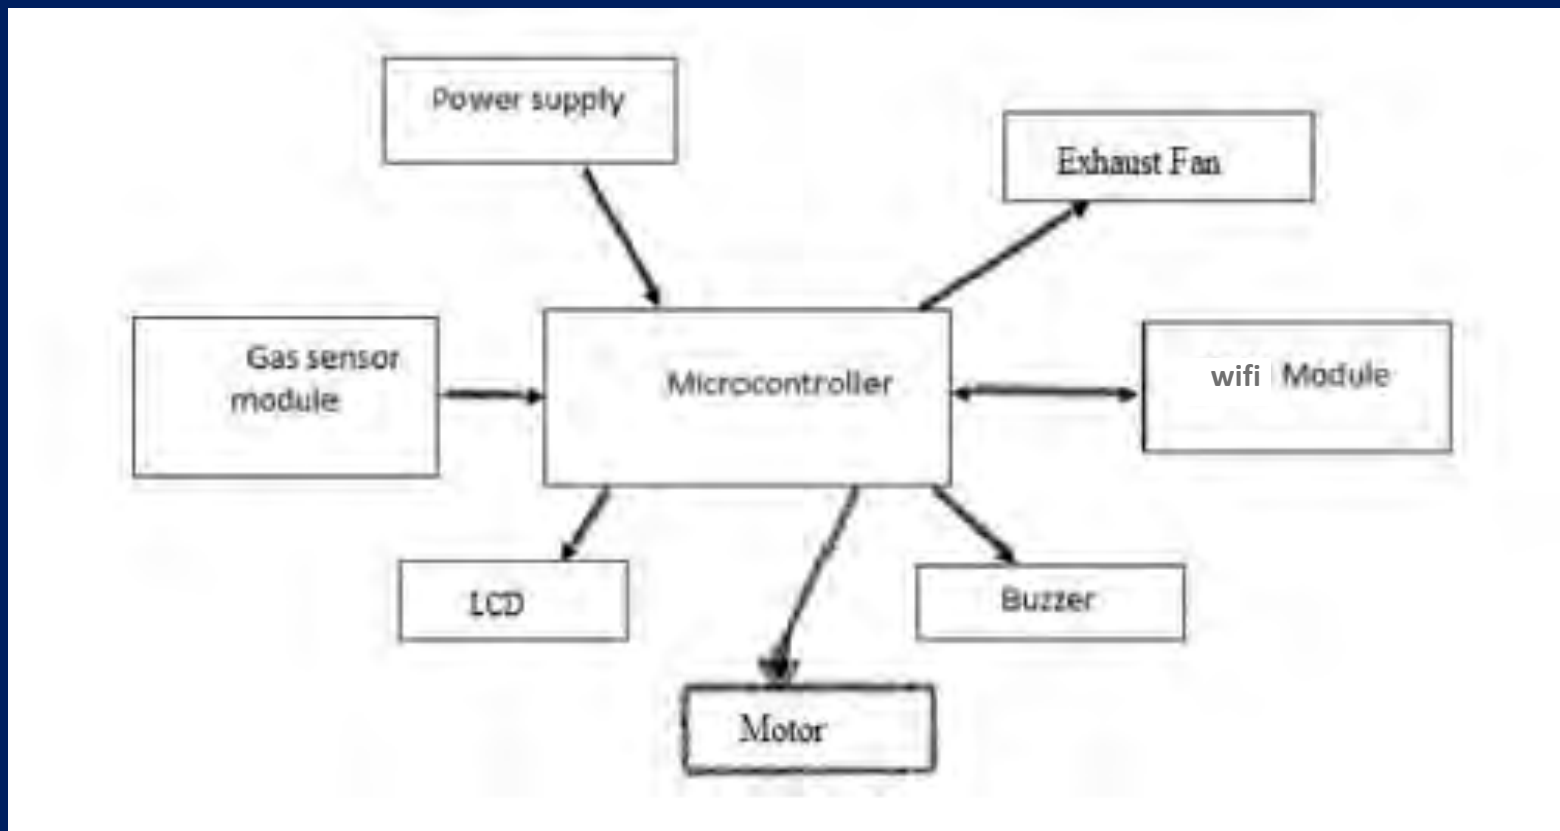 Power supply
Exhaust Fan
Gas sensor
module
Microcontroller
wifi Module
LCD
Buzzer
Motor